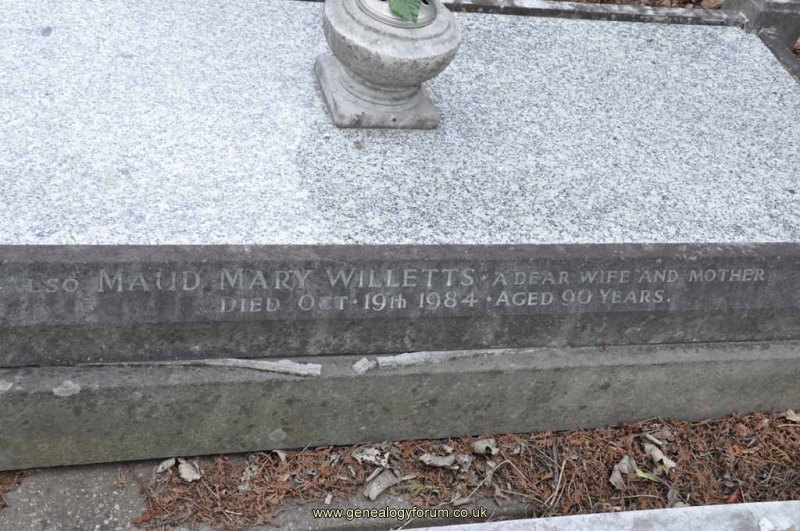 ALSO MAUD MARY WILLETTS · A DEAR WIFE AND MOTHER
DIED OCT · 19th 1984 · AGED 90 YEARS.
www.genealogyforum.co.uk